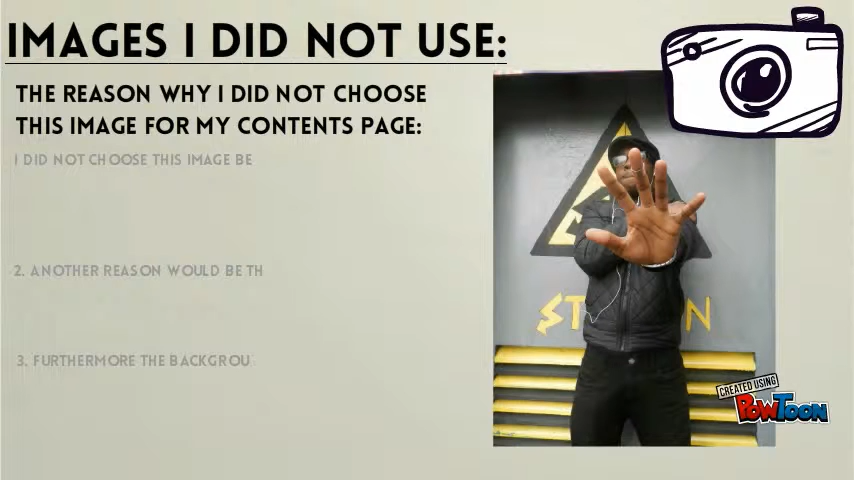 IMAGES I DID NOT USE:
THE REASON WHY I DID NOT CHOOSE
THIS IMAGE FOR MY CONTENTS PAGE:
I DID NOT CHOOSE THIS IMAGE BE
2. ANOTHER REASON WOULD BE TH
3. FURTHERMORE THE BACKGROU
ST
N
CREATED USING
POWTOON